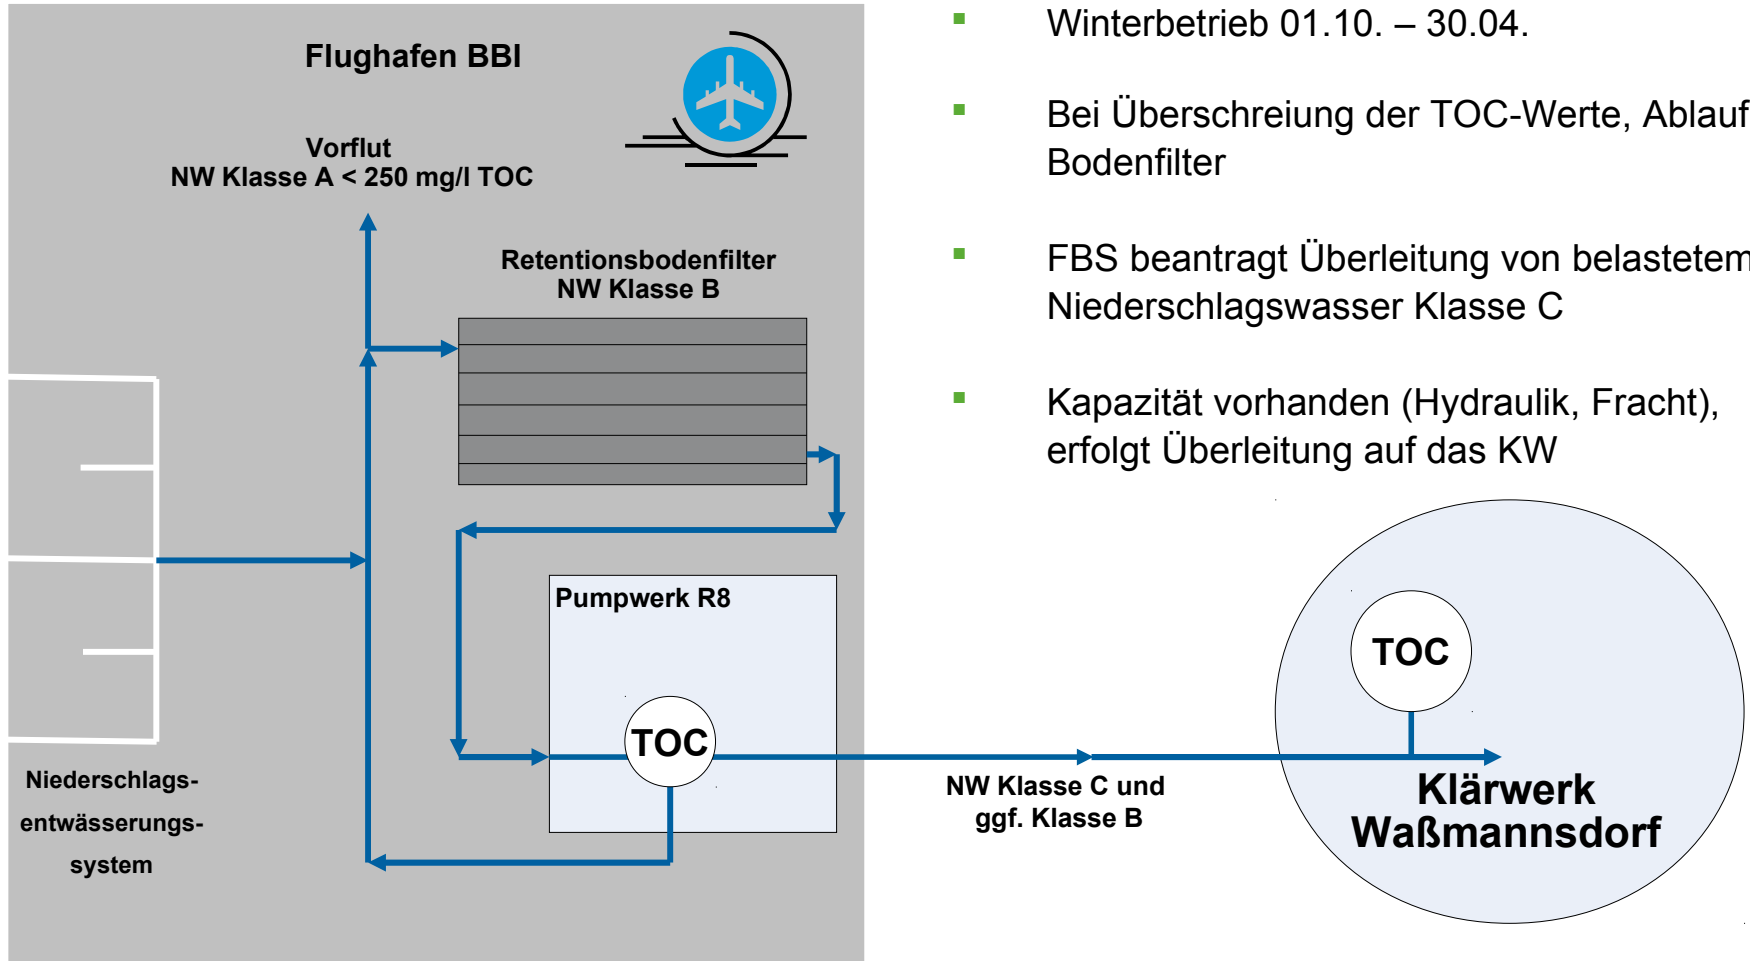 Flughafen BBI
Vorflut
NW Klasse A < 250 mg/l TOC
Retentionsbodenfilter
NW Klasse B
Pumpwerk R8
TOC
Niederschlags-
entwässerungs-
system
NW Klasse C und
ggf. Klasse B
TOC
Klärwerk
Waßmannsdorf
Winterbetrieb 01.10. – 30.04.
Bei Überschreiung der TOC-Werte, Ablauf
Bodenfilter
FBS beantragt Überleitung von belastetem
Niederschlagswasser Klasse C
Kapazität vorhanden (Hydraulik, Fracht),
erfolgt Überleitung auf das KW